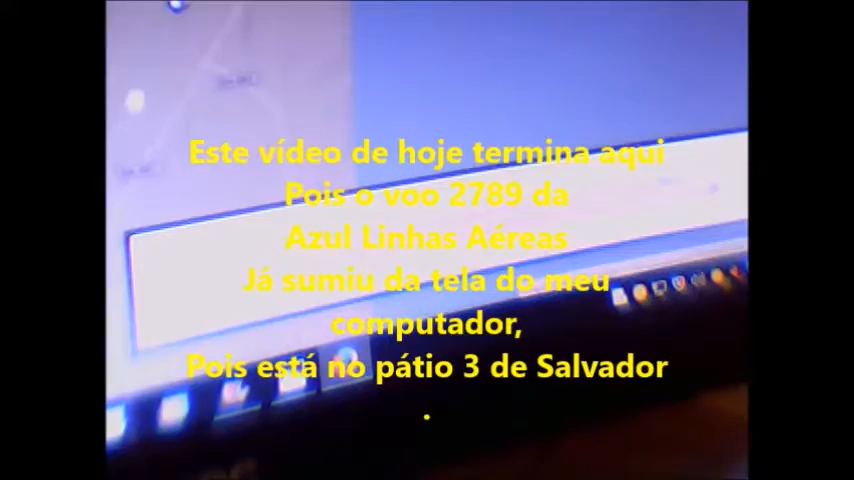 Este vídeo de hoje termina aqui
Pois o voo 2789 da
Azul Linhas Aéreas
Já sumiu da tela do meu
computador,
Pois está no pátio 3 de Salvador
.